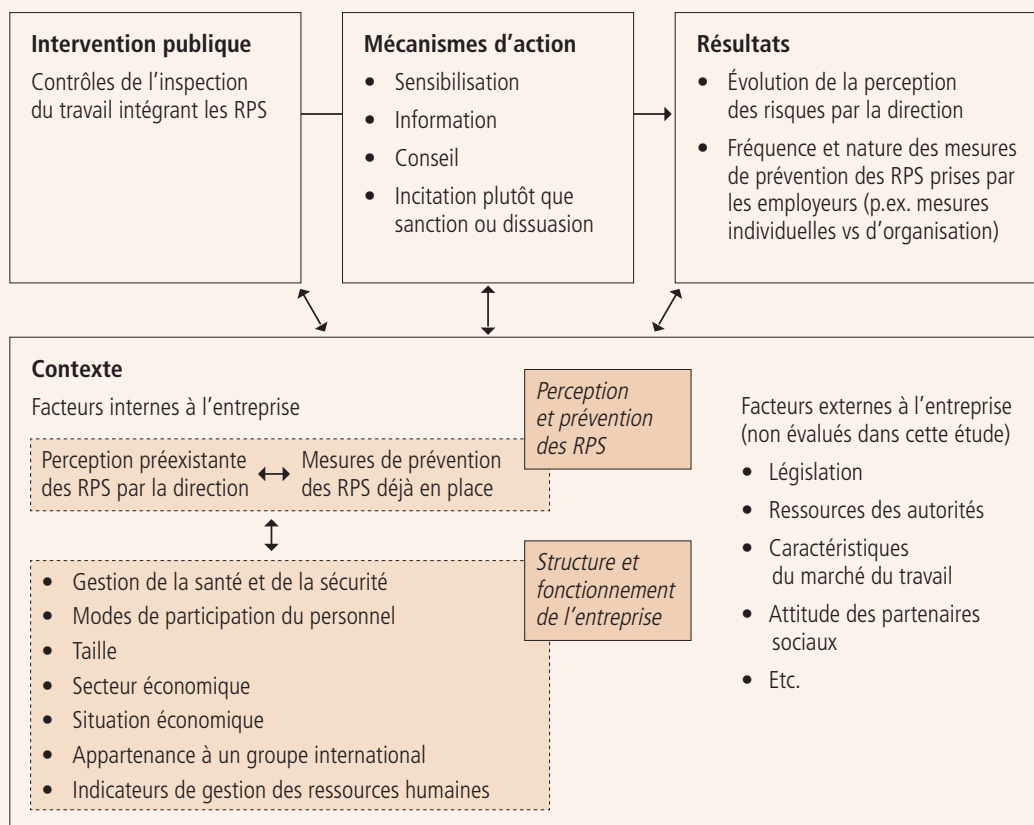 Intervention publique
Contrôles de l'inspection
du travail intégrant les RPS
Mécanismes d'action
• Sensibilisation
• Information
• Conseil
• Incitation plutôt que
sanction ou dissuasion
Résultats
• Évolution de la perception
des risques par la direction
• Fréquence et nature des mesures
de prévention des RPS prises par
les employeurs (p.ex. mesures
individuelles vs d'organisation)
Contexte
Facteurs internes à l'entreprise
Perception
et prévention
des RPS
Perception préexistante
des RPS par la direction
Mesures de prévention
des RPS déjà en place
Structure et
fonctionnement
de l'entreprise
• Gestion de la santé et de la sécurité
• Modes de participation du personnel
• Taille
• Secteur économique
• Situation économique
• Appartenance à un groupe international
• Indicateurs de gestion des ressources humaines
Facteurs externes à l'entreprise
(non évalués dans cette étude)
• Législation
• Ressources des autorités
• Caractéristiques
du marché du travail
• Attitude des partenaires
sociaux
• Etc.